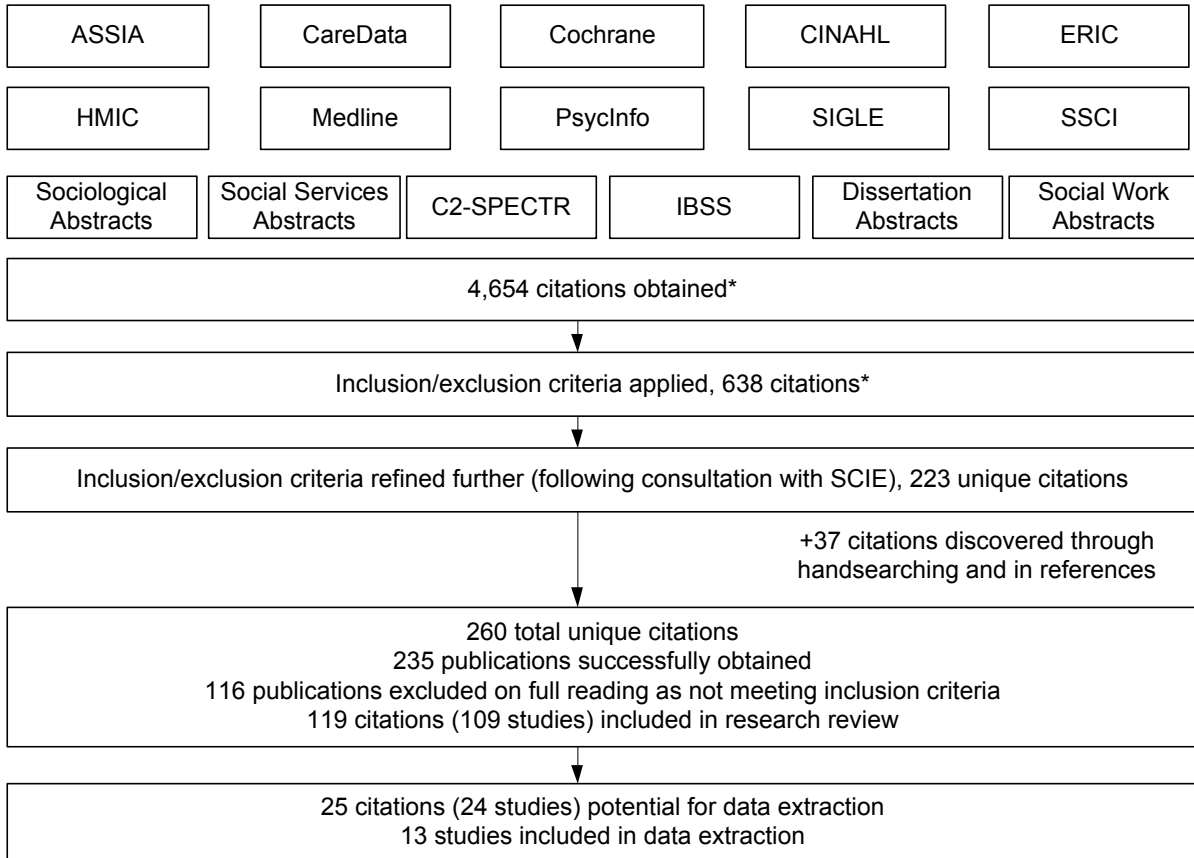 ASSIA
CareData
Cochrane
CINAHL
ERIC
HMIC
Medline
PsycInfo
SIGLE
SSCI
Sociological
Abstracts
Social Services
Abstracts
C2-SPECTR
IBSS
Dissertation
Abstracts
Social Work
Abstracts
4,654 citations obtained*
Inclusion/exclusion criteria applied, 638 citations*
Inclusion/exclusion criteria refined further (following consultation with SCIE), 223 unique citations
+37 citations discovered through
handsearching and in references
260 total unique citations
235 publications successfully obtained
116 publications excluded on full reading as not meeting inclusion criteria
119 citations (109 studies) included in research review
25 citations (24 studies) potential for data extraction
13 studies included in data extraction